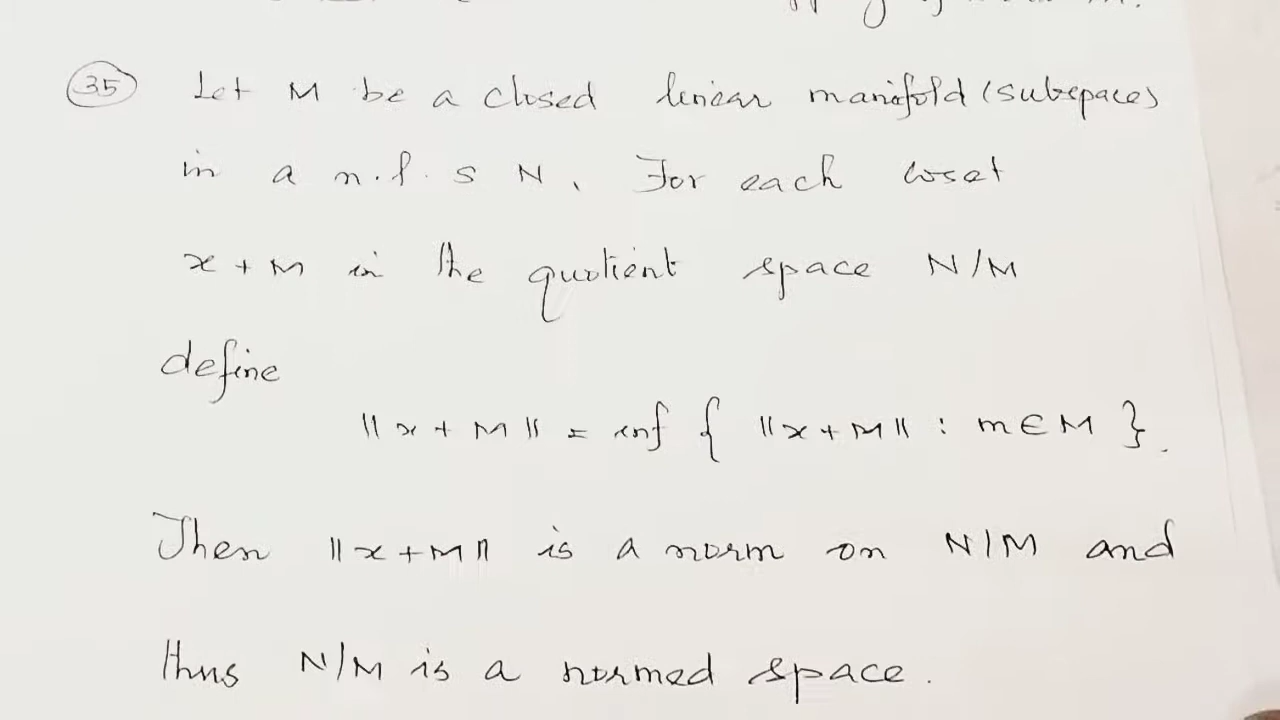 35 Let M be a closed linear manifold (subspace)
in a n.l.s N. For each coset
x + M in the quotient space N/M
define
||x + M|| = inf { ||x + M|| : m ∈ M }.
Then ||x + M|| is a norm on N/M and
thus N/M is a normed space.